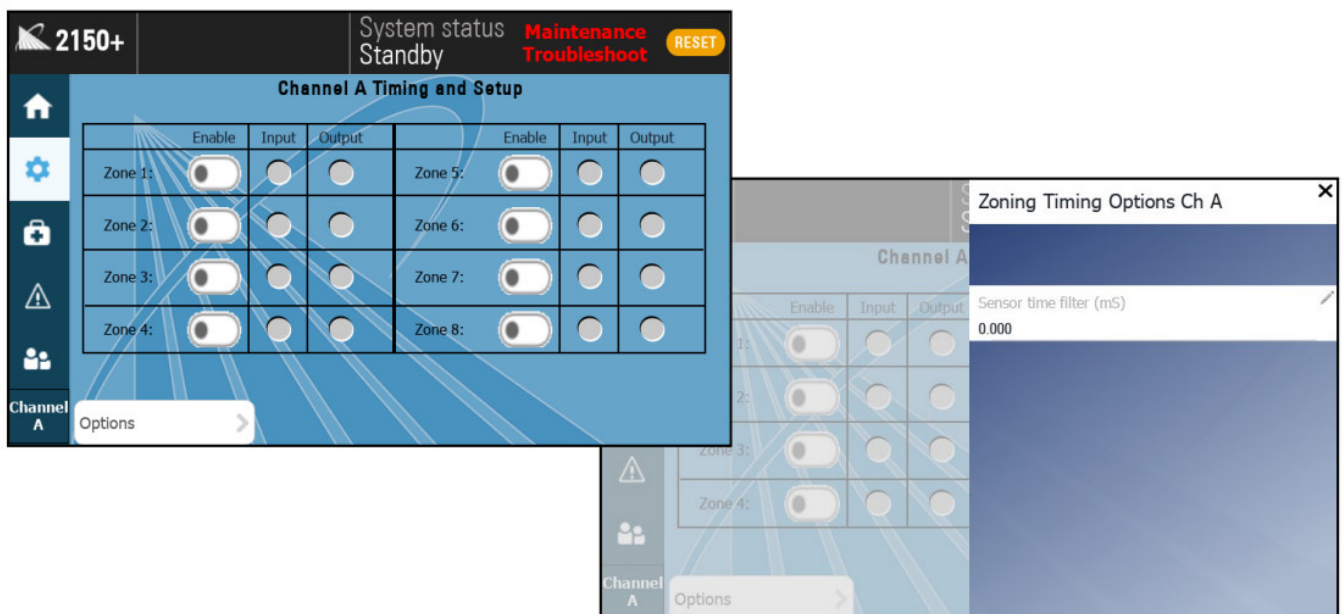 2150+
System status
Standby
Maintenance
Troubleshoot
RESET
Channel A Timing and Setup
Enable Input Output Enable Input Output
Zone 1: Zone 5:
Zone 2: Zone 6:
Zone 3: Zone 7:
Zone 4: Zone 8:
Channel
A
Options
Zoning Timing Options Ch A
Channel A
Enable Input Output
Sensor time filter (mS)
0.000
1:
2:
Zone 3:
Zone 4:
Channel
A
Options